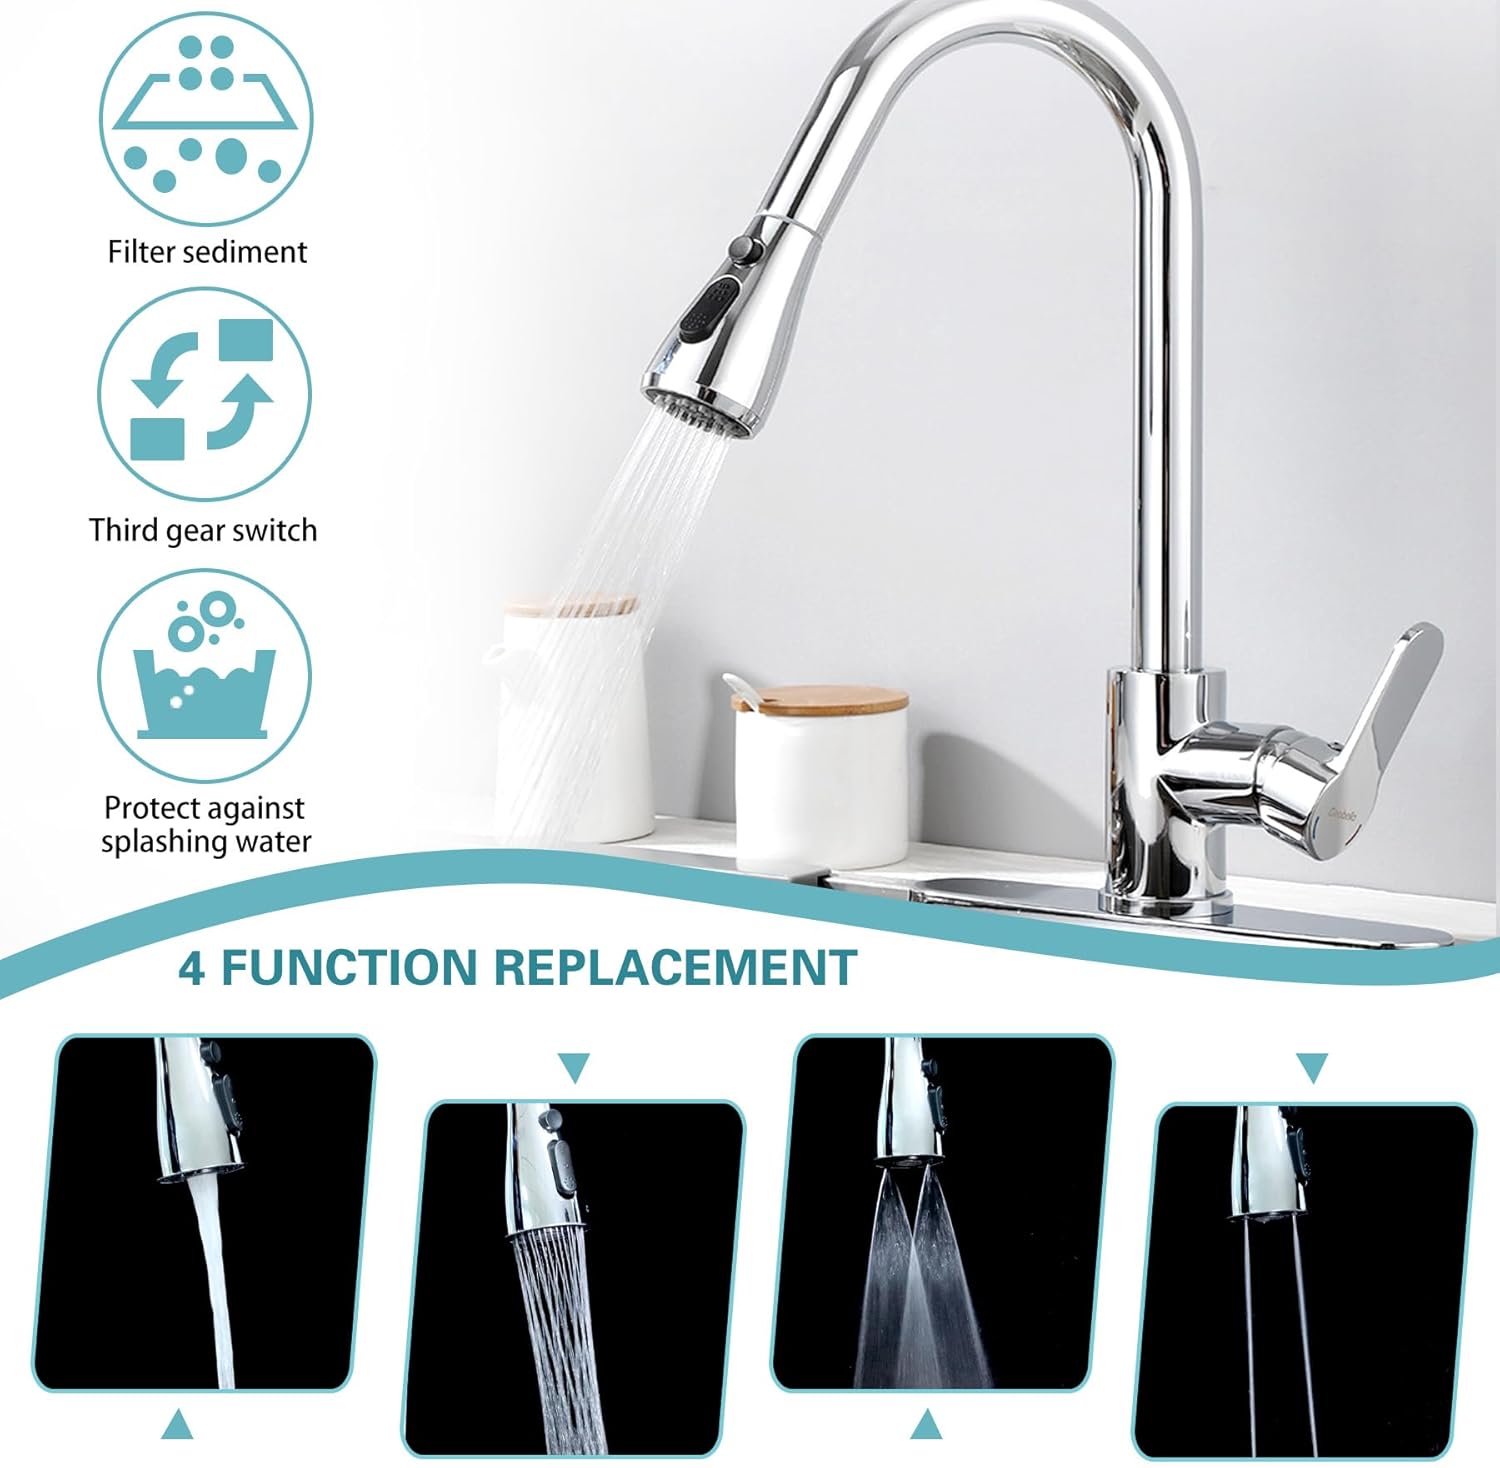 Filter sediment
Third gear switch
Protect against
splashing water
4 FUNCTION REPLACEMENT